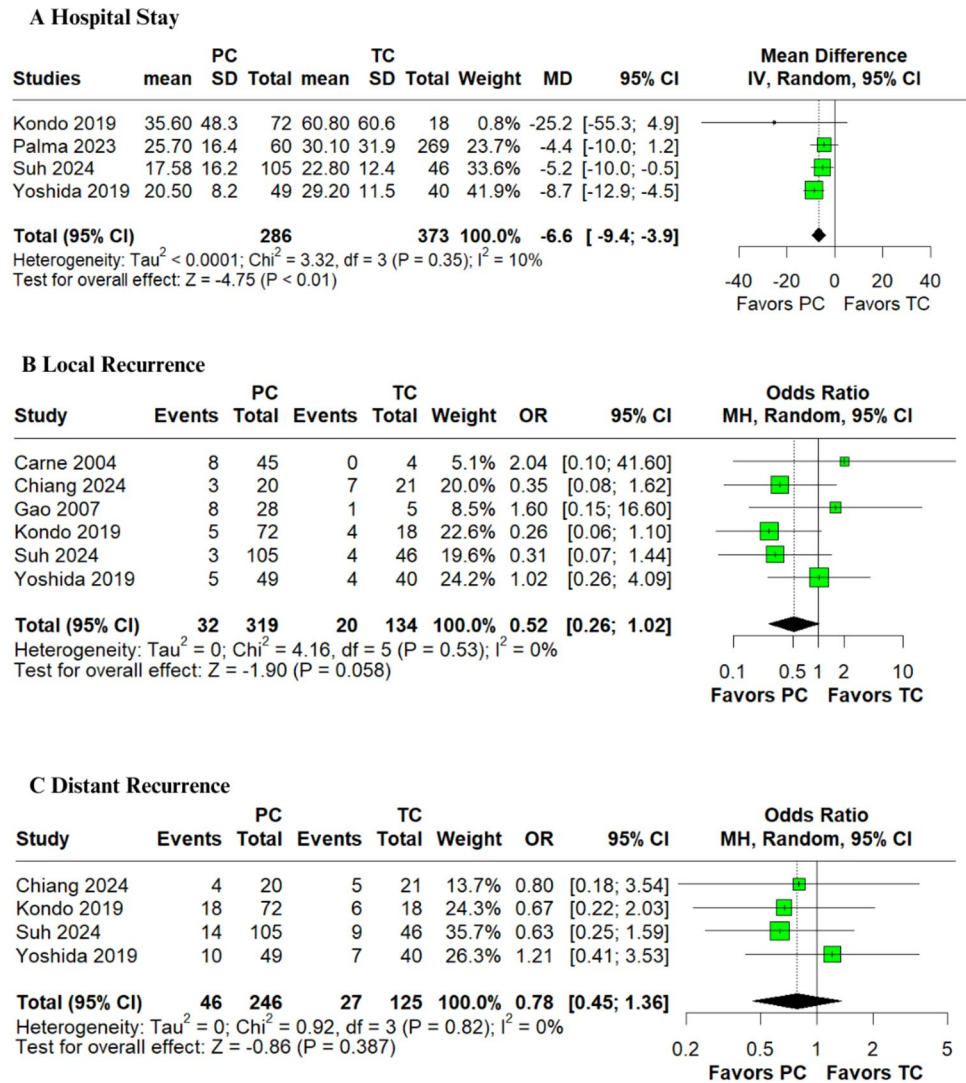 A Hospital Stay
PC TC Mean Difference
Studies mean SD Total mean SD Total Weight MD 95% CI IV, Random, 95% CI
Kondo 2019 35.60 48.3 72 60.80 60.6 18 0.8% -25.2 [-55.3; 4.9]
Palma 2023 25.70 16.4 60 30.10 31.9 269 23.7% -4.4 [-10.0; 1.2]
Suh 2024 17.58 16.2 105 22.80 12.4 46 33.6% -5.2 [-10.0; -0.5]
Yoshida 2019 20.50 8.2 49 29.20 11.5 40 41.9% -8.7 [-12.9; -4.5]
Total (95% CI) 286 373 100.0% -6.6 [ -9.4; -3.9]
Heterogeneity: Tau² < 0.0001; Chi² = 3.32, df = 3 (P = 0.35); I² = 10%
Test for overall effect: Z = -4.75 (P < 0.01)
-40 -20 0 20 40
Favors PC Favors TC
B Local Recurrence
PC TC Odds Ratio
Study Events Total Events Total Weight OR 95% CI MH, Random, 95% CI
Carne 2004 8 45 0 4 5.1% 2.04 [0.10; 41.60]
Chiang 2024 3 20 7 21 20.0% 0.35 [0.08; 1.62]
Gao 2007 8 28 1 5 8.5% 1.60 [0.15; 16.60]
Kondo 2019 5 72 4 18 22.6% 0.26 [0.06; 1.10]
Suh 2024 3 105 4 46 19.6% 0.31 [0.07; 1.44]
Yoshida 2019 5 49 4 40 24.2% 1.02 [0.26; 4.09]
Total (95% CI) 32 319 20 134 100.0% 0.52 [0.26; 1.02]
Heterogeneity: Tau² = 0; Chi² = 4.16, df = 5 (P = 0.53); I² = 0%
Test for overall effect: Z = -1.90 (P = 0.058)
0.1 0.5 1 2 10
Favors PC Favors TC
C Distant Recurrence
PC TC Odds Ratio
Study Events Total Events Total Weight OR 95% CI MH, Random, 95% CI
Chiang 2024 4 20 5 21 13.7% 0.80 [0.18; 3.54]
Kondo 2019 18 72 6 18 24.3% 0.67 [0.22; 2.03]
Suh 2024 14 105 9 46 35.7% 0.63 [0.25; 1.59]
Yoshida 2019 10 49 7 40 26.3% 1.21 [0.41; 3.53]
Total (95% CI) 46 246 27 125 100.0% 0.78 [0.45; 1.36]
Heterogeneity: Tau² = 0; Chi² = 0.92, df = 3 (P = 0.82); I² = 0%
Test for overall effect: Z = -0.86 (P = 0.387)
0.2 0.5 1 2 5
Favors PC Favors TC